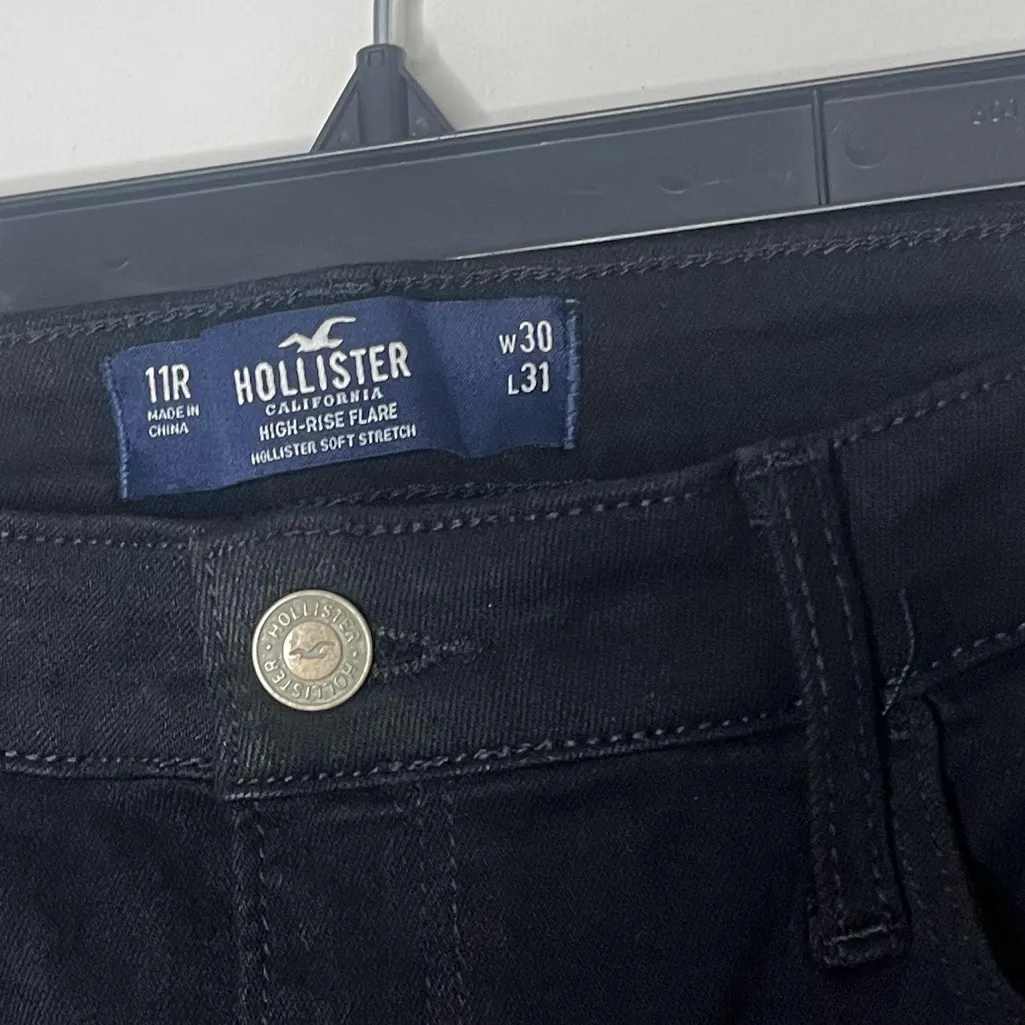 11R
MADE IN
CHINA
HOLLISTER
CALIFORNIA
HIGH-RISE FLARE
HOLLISTER SOFT STRETCH
W30
L31
HOLLISTER · HOLLISTER ·